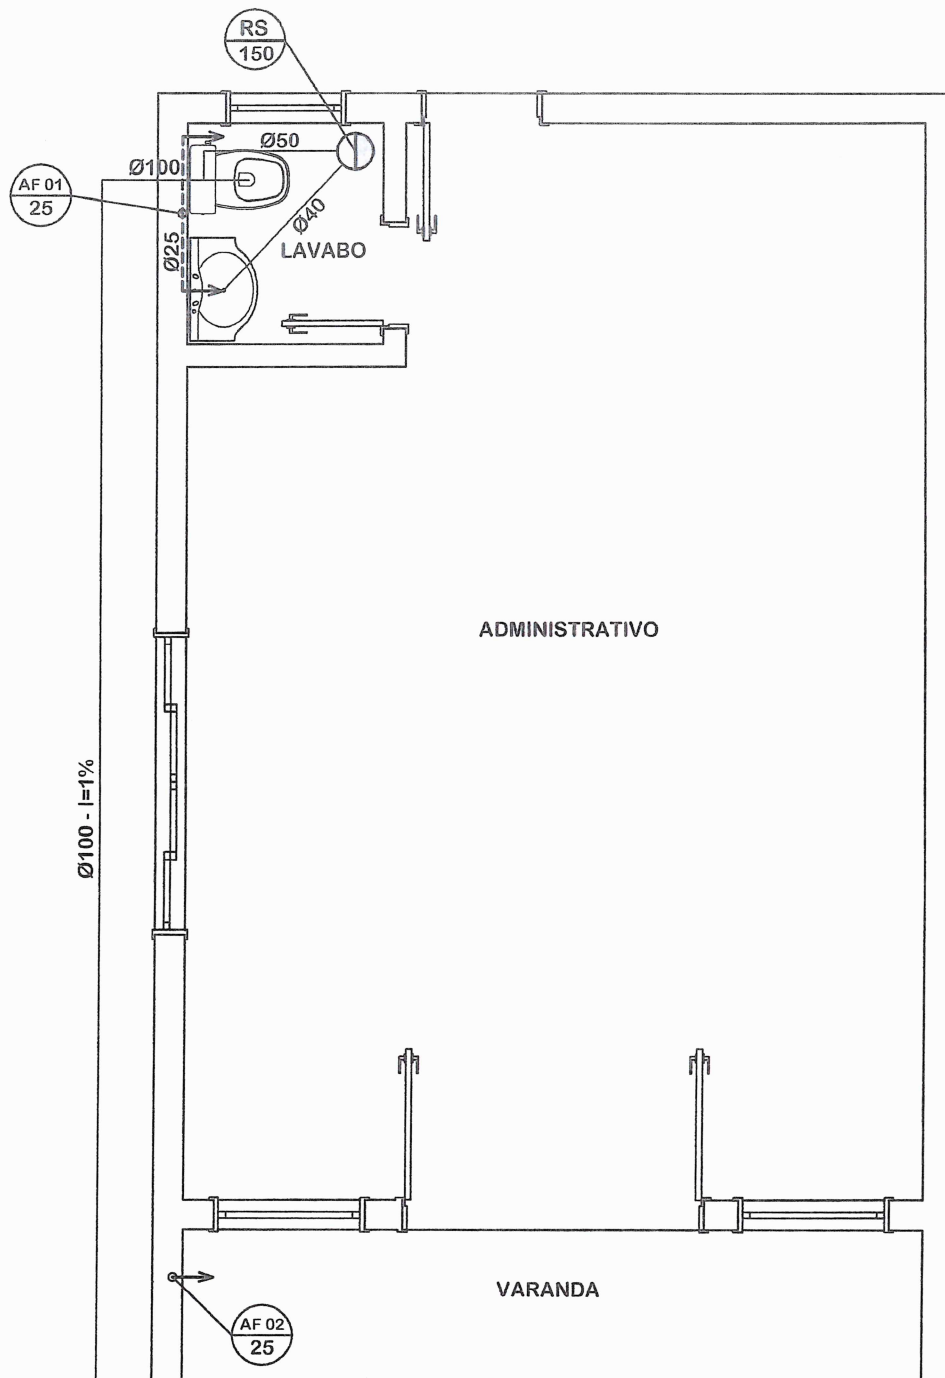 RS
150
Ø50
Ø100
AF 01
25
Ø40
Ø25
LAVABO
ADMINISTRATIVO
Ø100 - I=1%
VARANDA
AF 02
25